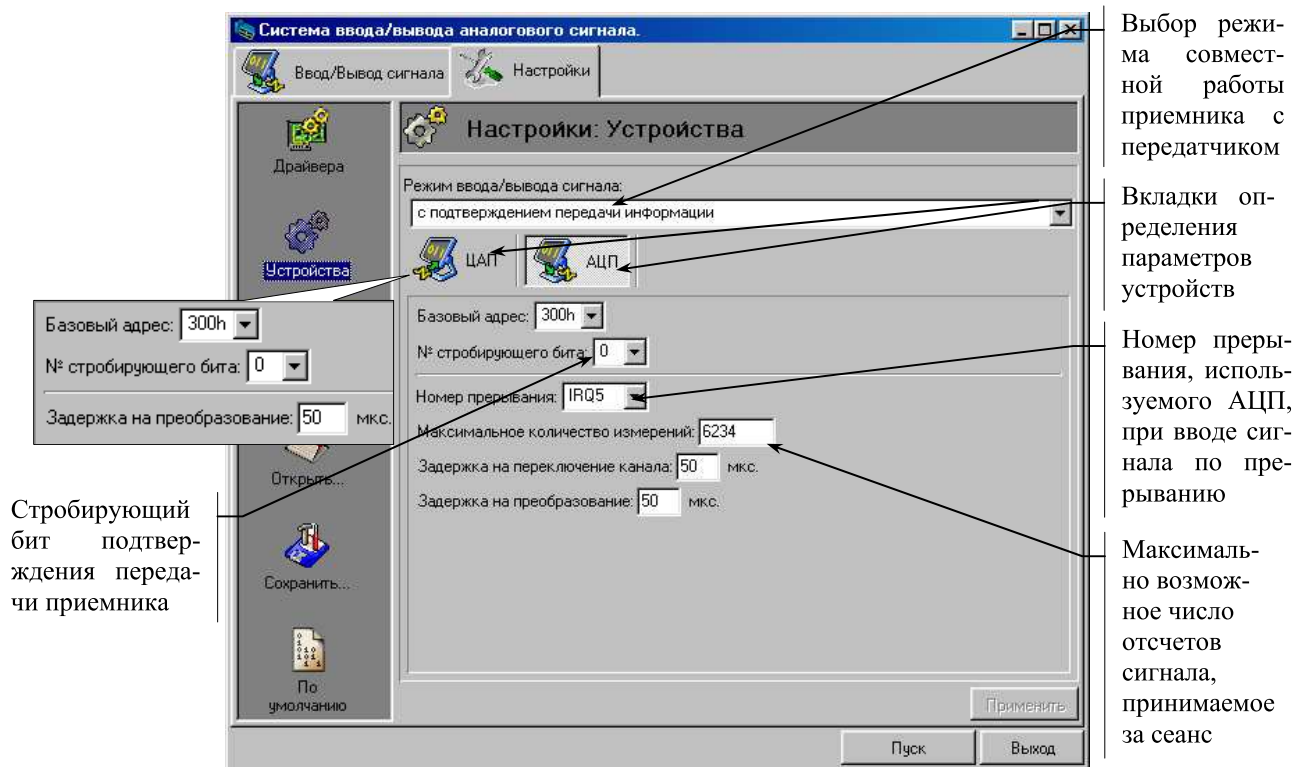 Система ввода/вывода аналогового сигнала.
Ввод/Вывод сигнала
Настройки
Драйвера
Устройства
Открыть...
Сохранить...
По
умолчанию
Настройки: Устройства
Режим ввода/вывода сигнала:
с подтверждением передачи информации
ЦАП
АЦП
Базовый адрес: 300h
№ стробирующего бита: 0
Номер прерывания: IRQ5
Максимальное количество измерений: 6234
Задержка на переключение канала: 50 мкс.
Задержка на преобразование: 50 мкс.
Применить
Пуск
Выход
Базовый адрес: 300h
№ стробирующего бита: 0
Задержка на преобразование: 50 мкс.
Стробирующий
бит подтвер-
ждения переда-
чи приемника
Выбор режи-
ма совмест-
ной работы
приемника с
передатчиком
Вкладки оп-
ределения
параметров
устройств
Номер преры-
вания, исполь-
зуемого АЦП,
при вводе сиг-
нала по пре-
рыванию
Максималь-
но возмож-
ное число
отсчетов
сигнала,
принимаемое
за сеанс